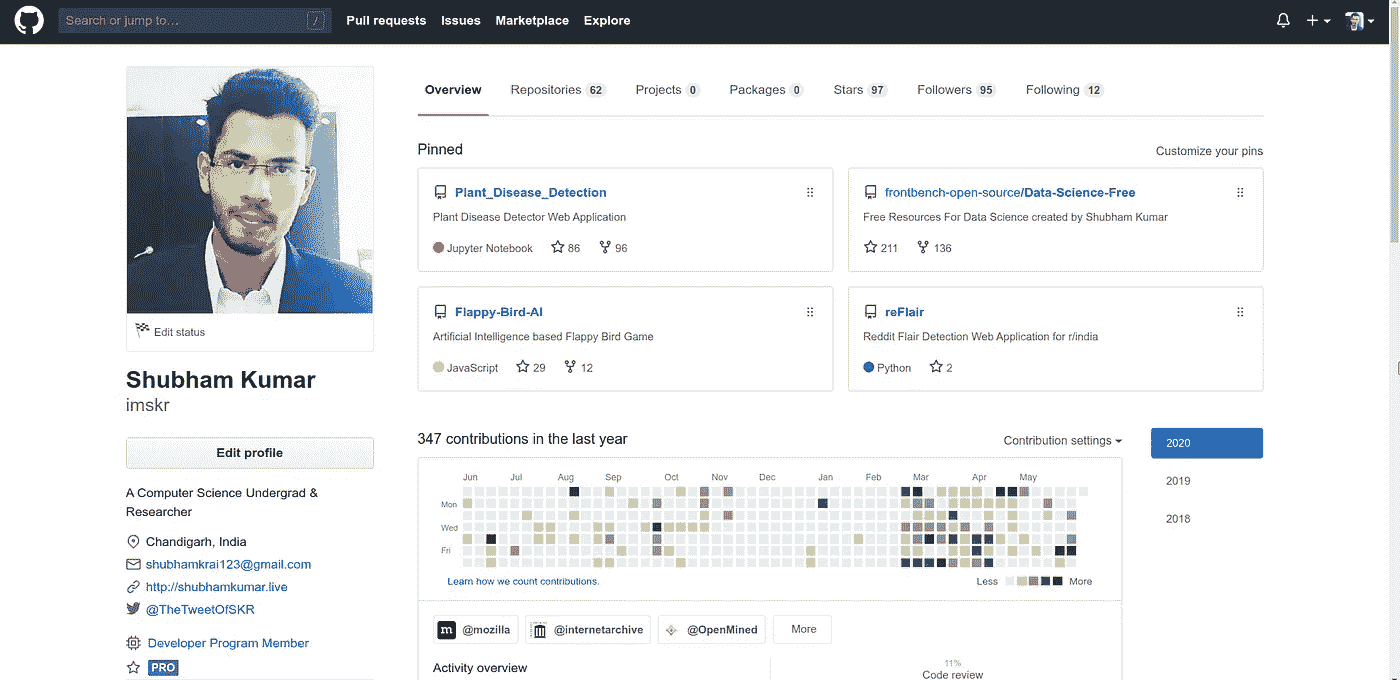 Search or jump to… /
Pull requests Issues Marketplace Explore
Overview Repositories 62 Projects 0 Packages 0 Stars 97 Followers 95 Following 12
Edit status
Shubham Kumar
imskr
Edit profile
A Computer Science Undergrad &
Researcher
Chandigarh, India
shubhamkrai123@gmail.com
http://shubhamkumar.live
@TheTweetOfSKR
Developer Program Member
PRO
Pinned
Customize your pins
Plant_Disease_Detection
Plant Disease Detector Web Application
Jupyter Notebook 86 96
frontbench-open-source/Data-Science-Free
Free Resources For Data Science created by Shubham Kumar
211 136
Flappy-Bird-AI
Artificial Intelligence based Flappy Bird Game
JavaScript 29 12
reFlair
Reddit Flair Detection Web Application for r/india
Python 2
347 contributions in the last year
Contribution settings
Jun Jul Aug Sep Oct Nov Dec Jan Feb Mar Apr May
Mon
Wed
Fri
Learn how we count contributions.
Less More
2020
2019
2018
m @mozilla @internetarchive @OpenMined More
Activity overview
11%
Code review